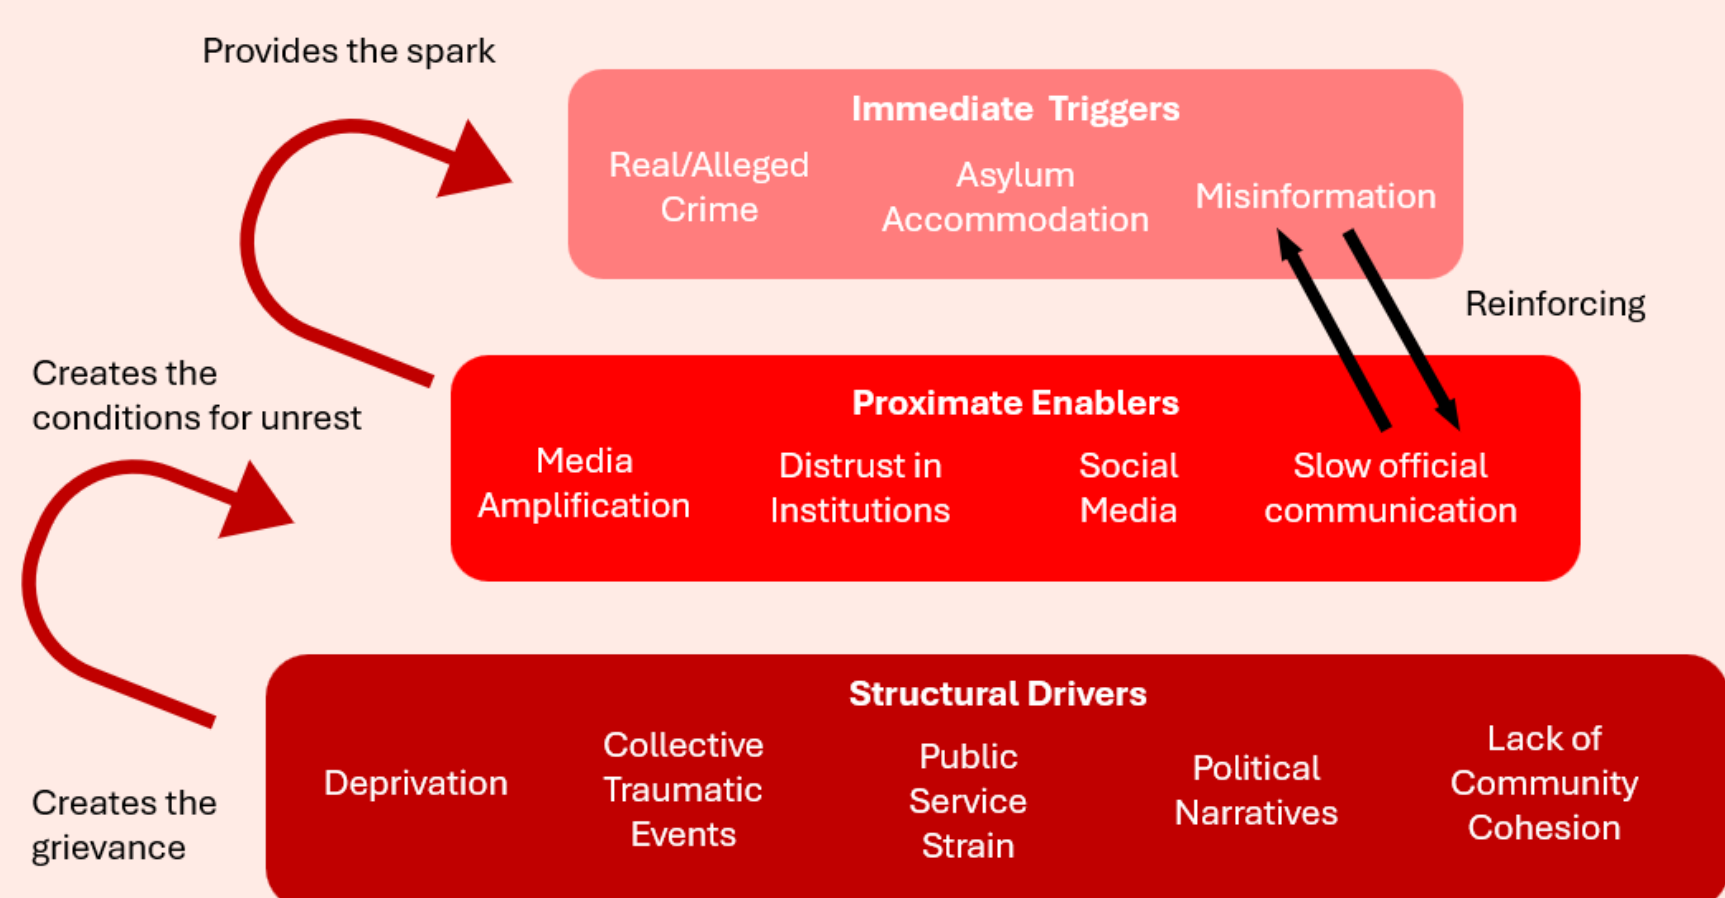 Provides the spark
Immediate  Triggers
Real/Alleged
Crime
Asylum
Accommodation
Misinformation
Reinforcing
Creates the
conditions for unrest
Proximate Enablers
Media
Amplification
Distrust in
Institutions
Social
Media
Slow official
communication
Creates the
grievance
Structural Drivers
Deprivation
Collective
Traumatic
Events
Public
Service
Strain
Political
Narratives
Lack of
Community
Cohesion